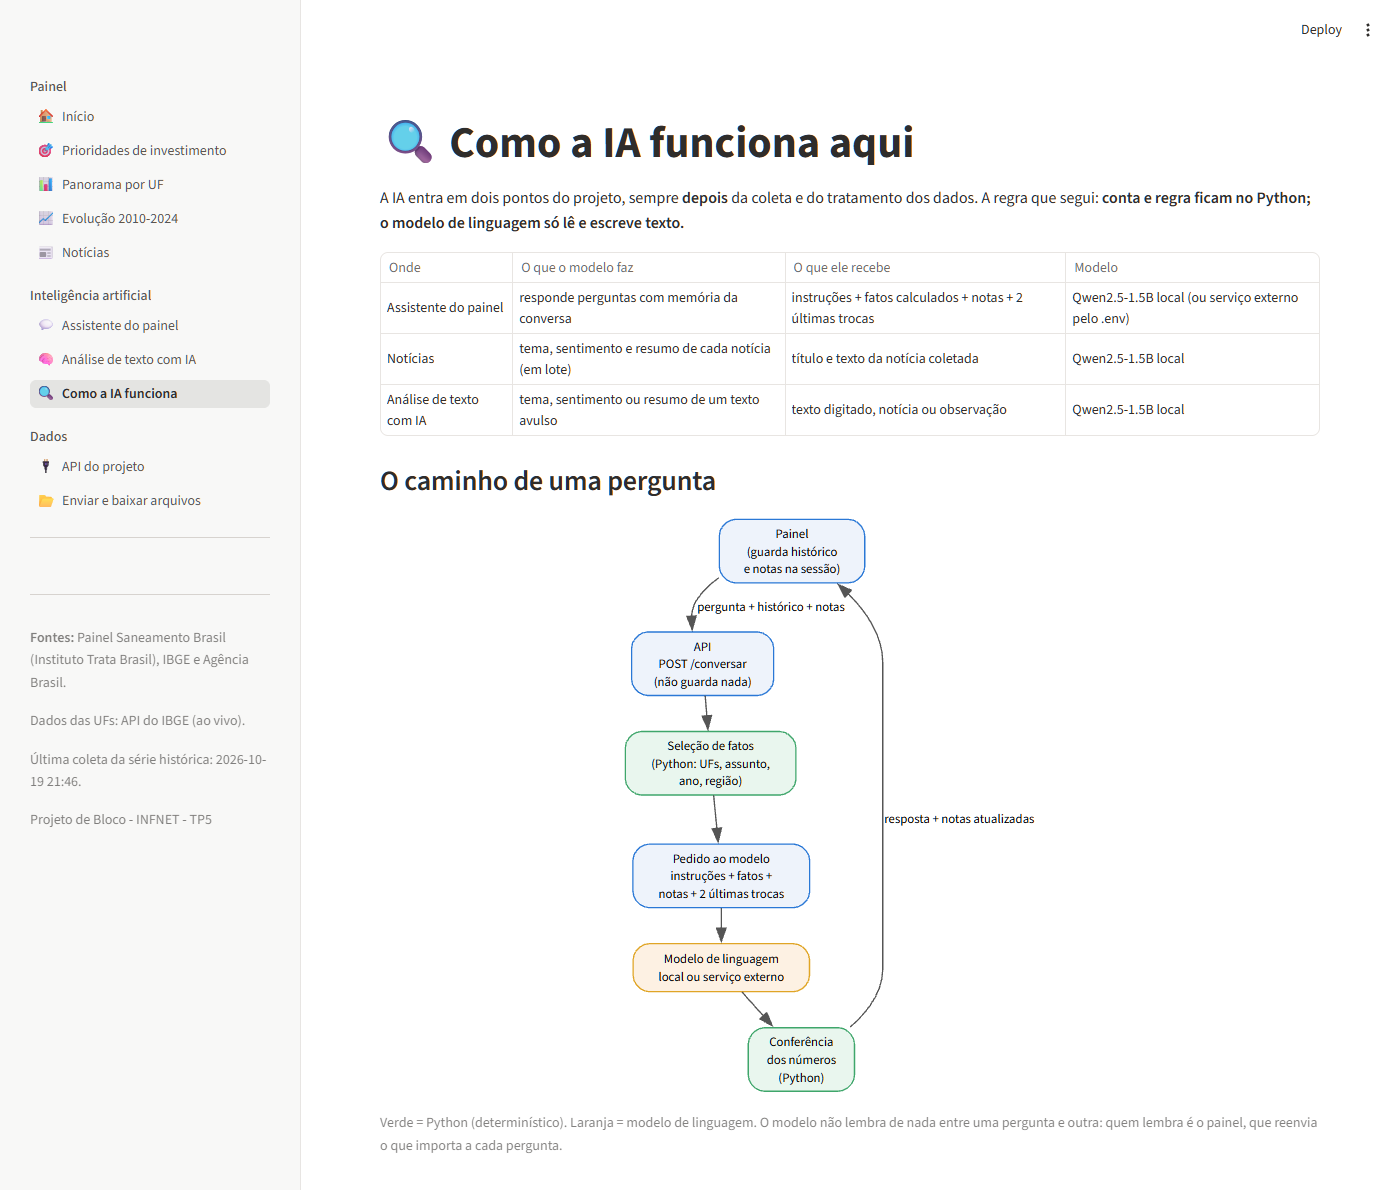 Deploy
Painel
Início
Prioridades de investimento
Panorama por UF
Evolução 2010-2024
Notícias
Inteligência artificial
Assistente do painel
Análise de texto com IA
Como a IA funciona
Dados
API do projeto
Enviar e baixar arquivos
Fontes: Painel Saneamento Brasil
(Instituto Trata Brasil), IBGE e Agência
Brasil.
Dados das UFs: API do IBGE (ao vivo).
Última coleta da série histórica: 2026-10-
19 21:46.
Projeto de Bloco - INFNET - TP5
Como a IA funciona aqui
A IA entra em dois pontos do projeto, sempre depois da coleta e do tratamento dos dados. A regra que segui: conta e regra ficam no Python;
o modelo de linguagem só lê e escreve texto.
Onde
O que o modelo faz
O que ele recebe
Modelo
Assistente do painel
responde perguntas com memória da
conversa
instruções + fatos calculados + notas + 2
últimas trocas
Qwen2.5-1.5B local (ou serviço externo
pelo .env)
Notícias
tema, sentimento e resumo de cada notícia
(em lote)
título e texto da notícia coletada
Qwen2.5-1.5B local
Análise de texto
com IA
tema, sentimento ou resumo de um texto
avulso
texto digitado, notícia ou observação
Qwen2.5-1.5B local
O caminho de uma pergunta
Painel
(guarda histórico
e notas na sessão)
pergunta + histórico + notas
API
POST /conversar
(não guarda nada)
Seleção de fatos
(Python: UFs, assunto,
ano, região)
resposta + notas atualizadas
Pedido ao modelo
instruções + fatos +
notas + 2 últimas trocas
Modelo de linguagem
local ou serviço externo
Conferência
dos números
(Python)
Verde = Python (determinístico). Laranja = modelo de linguagem. O modelo não lembra de nada entre uma pergunta e outra: quem lembra é o painel, que reenvia
o que importa a cada pergunta.